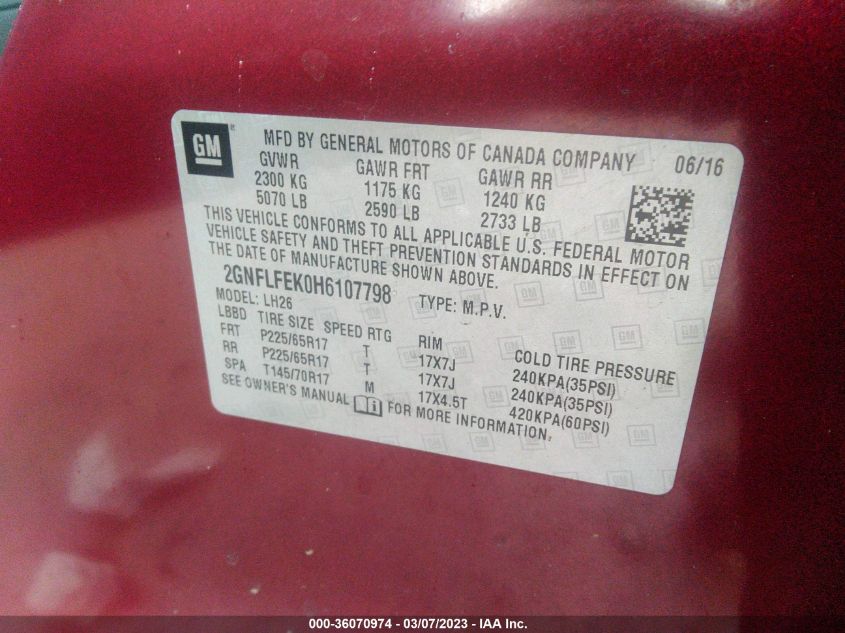 GM
MFD BY GENERAL MOTORS OF CANADA COMPANY 06/16
GVWR GAWR FRT GAWR RR
2300 KG 1175 KG 1240 KG
5070 LB 2590 LB 2733 LB
THIS VEHICLE CONFORMS TO ALL APPLICABLE U.S. FEDERAL MOTOR
VEHICLE SAFETY AND THEFT PREVENTION STANDARDS IN EFFECT ON
THE DATE OF MANUFACTURE SHOWN ABOVE.
2GNFLFEK0H6107798 TYPE: M.P.V.
MODEL: LH26
LBBD TIRE SIZE SPEED RTG RIM COLD TIRE PRESSURE
FRT P225/65R17 T 17X7J 240KPA(35PSI)
RR P225/65R17 T 17X7J 240KPA(35PSI)
SPA T145/70R17 M 17X4.5T 420KPA(60PSI)
SEE OWNER'S MANUAL FOR MORE INFORMATION.
000-36070974 - 03/07/2023 - IAA Inc.